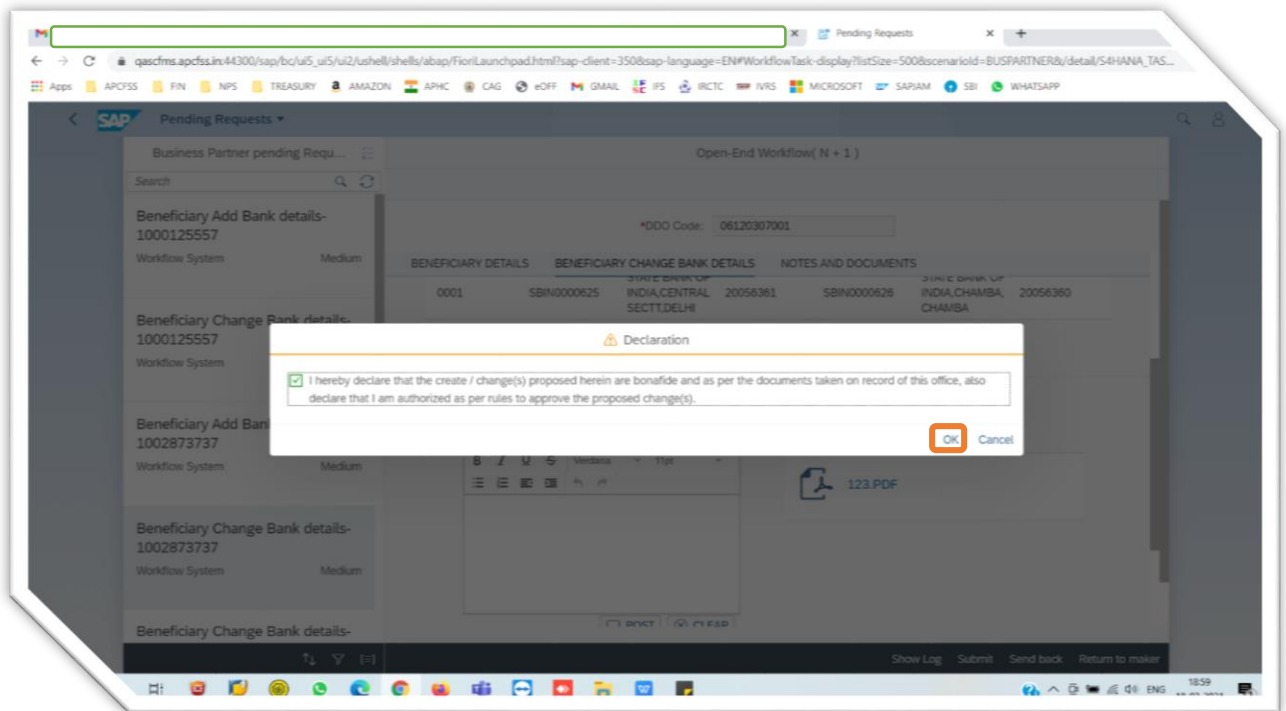 Pending Requests
qascfms.apcfss.in:44300/sap/bc/ui5_ui5/ui2/ushell/shells/abap/FioriLaunchpad.html?sap-client=350&sap-language=EN#WorkflowTask-display?listSize=500&scenarioId=BUSPARTNER&/detail/S4HANA_TAS...
Apps APCFSS FIN NPS TREASURY AMAZON APHC CAG eOFF GMAIL IFS IRCTC IVRS MICROSOFT SAPJAM SBI WHATSAPP
SAP Pending Requests
Business Partner pending Requ...
Open-End Workflow( N + 1 )
Search
Beneficiary Add Bank details-
1000125557
Workflow System Medium
*DDO Code: 06120307001
BENEFICIARY DETAILS BENEFICIARY CHANGE BANK DETAILS NOTES AND DOCUMENTS
STATE BANK OF STATE BANK OF
0001 SBIN0000625 INDIA,CENTRAL 20056361 SBIN0000626 INDIA,CHAMBA, 20056360
SECTT,DELHI CHAMBA
Beneficiary Change Bank details-
1000125557
Workflow System
Declaration
I hereby declare that the create / change(s) proposed herein are bonafide and as per the documents taken on record of this office, also
declare that I am authorized as per rules to approve the proposed change(s).
OK Cancel
Beneficiary Add Ban
1002873737
Workflow System Medium
B I U S Verdana 11pt
123.PDF
Beneficiary Change Bank details-
1002873737
Workflow System Medium
POST CLEAR
Beneficiary Change Bank details-
Show Log Submit Send back Return to maker
ENG 18:59